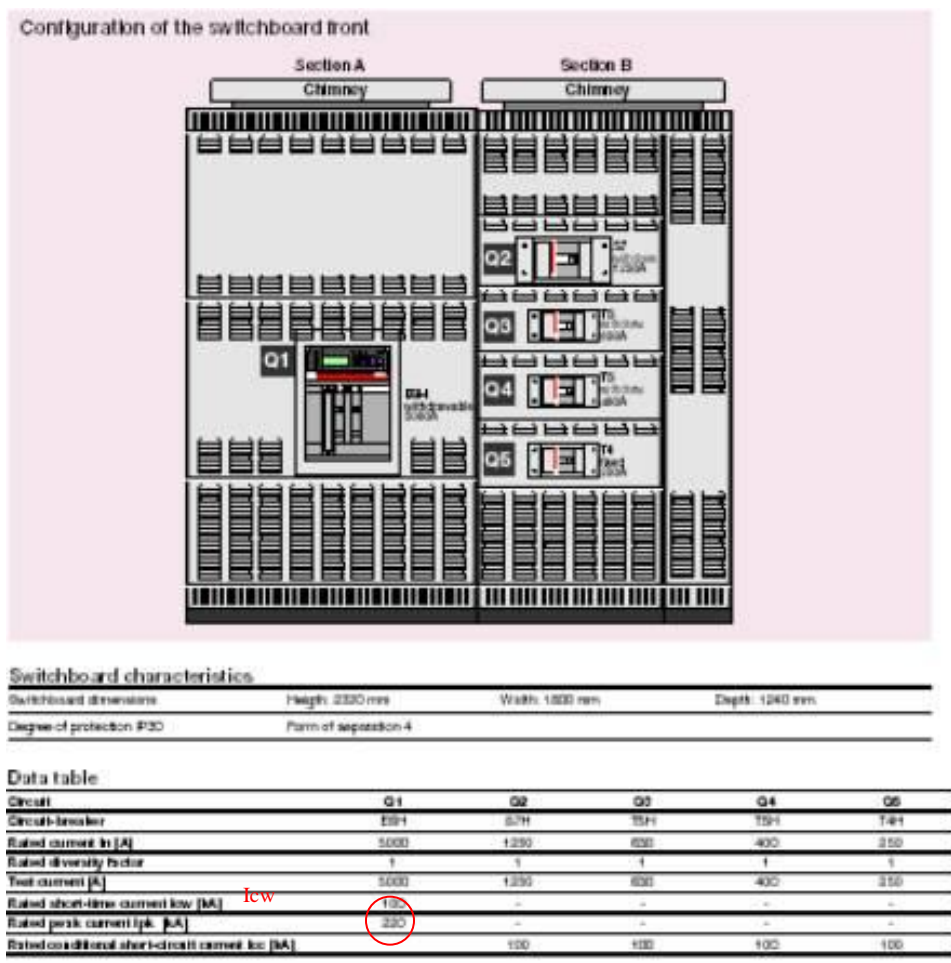 Configuration of the switchboard front
Section A Section B
Chimney Chimney
Q2
Q3
Q1
withdrawable
Q4
T4
Q5 fixed
Switchboard characteristics
Switchboard dimensions Heigth: 2320 mm Width: 1800 mm Depth: 1240 mm
Degree of protection IP30 Form of separation 4
Data table
Circuit Q1 Q2 Q3 Q4 Q5
Circuit-breaker S7H T5H T5H T4H
Rated current In [A] 5000 1250 630 400 250
Rated diversity factor 1 1 1 1 1
Test current [A] 5000 1250 630 400 250
Icw
Rated short-time current Icw [kA] 100 - - - -
Rated peak current Ipk [kA] 220 - - - -
Rated conditional short-circuit current Icc [kA] 100 100 100 100